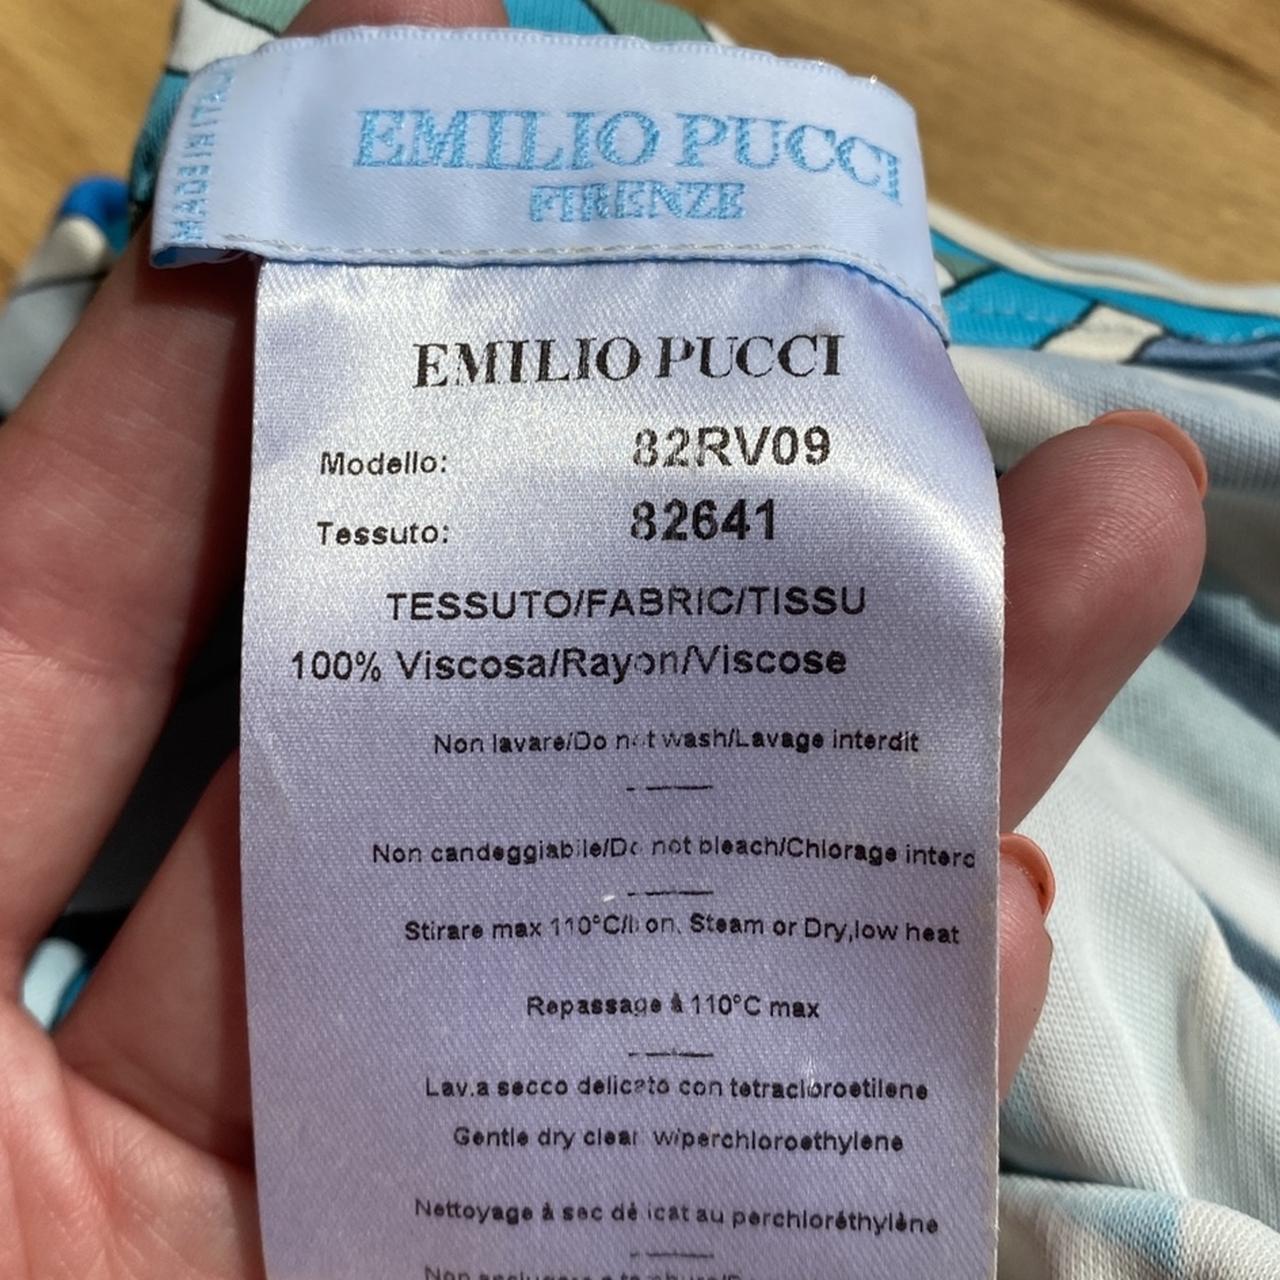 MADE IN ITALY
EMILIO PUCCI
FIRENZE
EMILIO PUCCI
Modello: 82RV09
Tessuto: 82641
TESSUTO/FABRIC/TISSU
100% Viscosa/Rayon/Viscose
Non lavare/Do not wash/Lavage interdit
Non candeggiabile/Do not bleach/Chlorage interd
Stirare max 110°C/Iron. Steam or Dry,low heat
Repassage à 110°C max
Lav.a secco delicato con tetracloroetilene
Gentle dry clean w/perchloroethylene
Nettoyage à sec délicat au perchloréthylène
Non